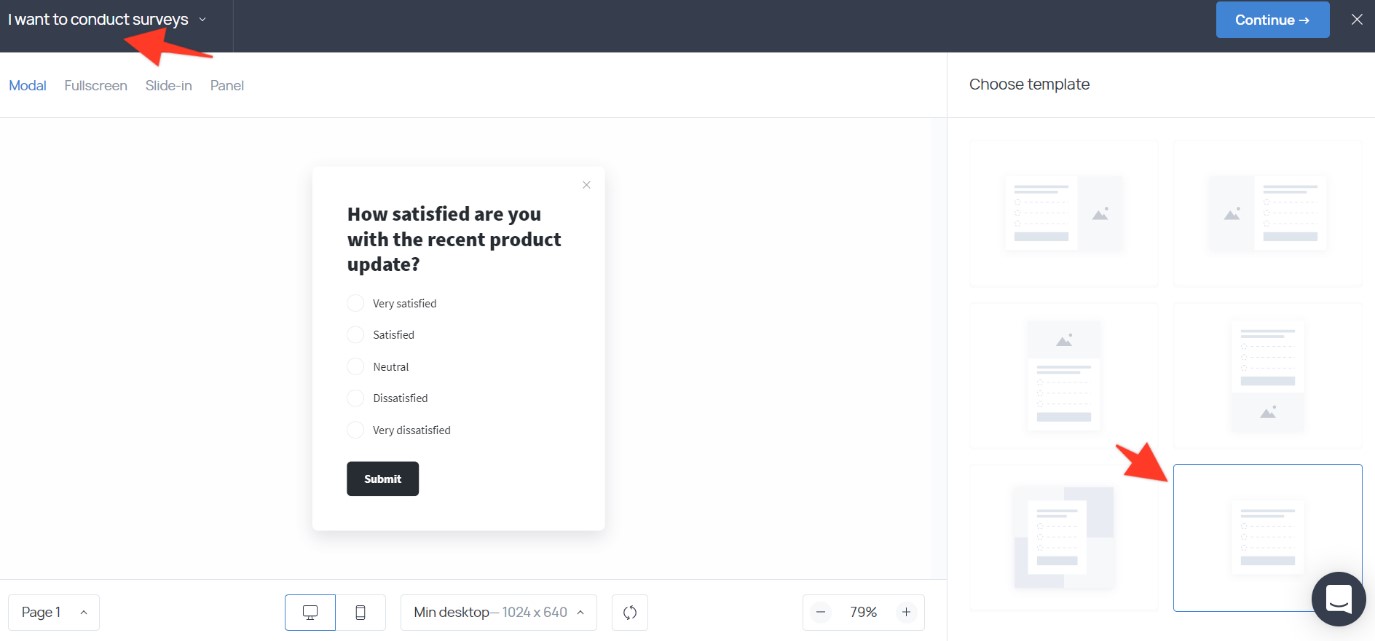 I want to conduct surveys
Continue →
Modal Fullscreen Slide-in Panel
Choose template
How satisfied are you
with the recent product
update?
Very satisfied
Satisfied
Neutral
Dissatisfied
Very dissatisfied
Submit
Page 1
Min desktop– 1024 x 640
79%